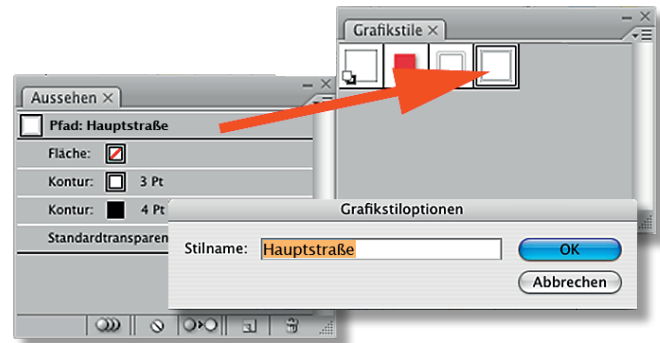 Grafikstile ×
Aussehen ×
Pfad: Hauptstraße
Fläche:
Kontur: 3 Pt
Kontur: 4 Pt
Standardtransparen
Grafikstiloptionen
Stilname: Hauptstraße
OK
Abbrechen